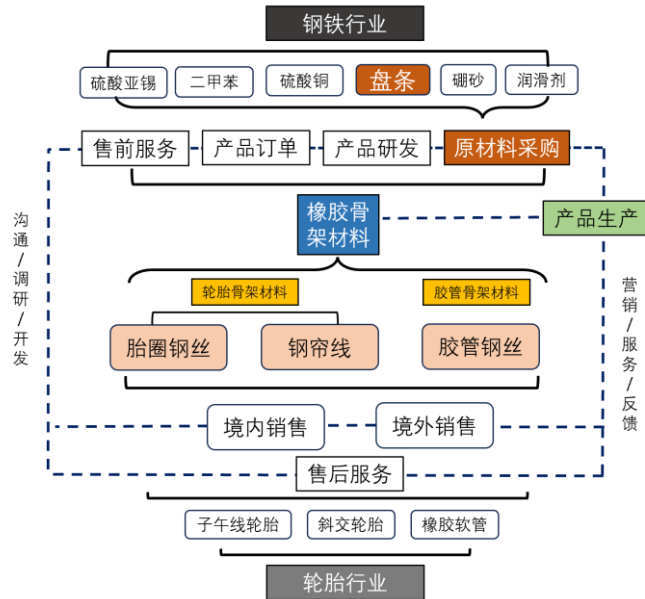 钢铁行业
硫酸亚锡
二甲苯
硫酸铜
盘条
硼砂
润滑剂
售前服务
产品订单
产品研发
原材料采购
橡胶骨
架材料
产品生产
沟通/调研/开发
营销/服务/反馈
轮胎骨架材料
胶管骨架材料
胎圈钢丝
钢帘线
胶管钢丝
境内销售
境外销售
售后服务
子午线轮胎
斜交轮胎
橡胶软管
轮胎行业